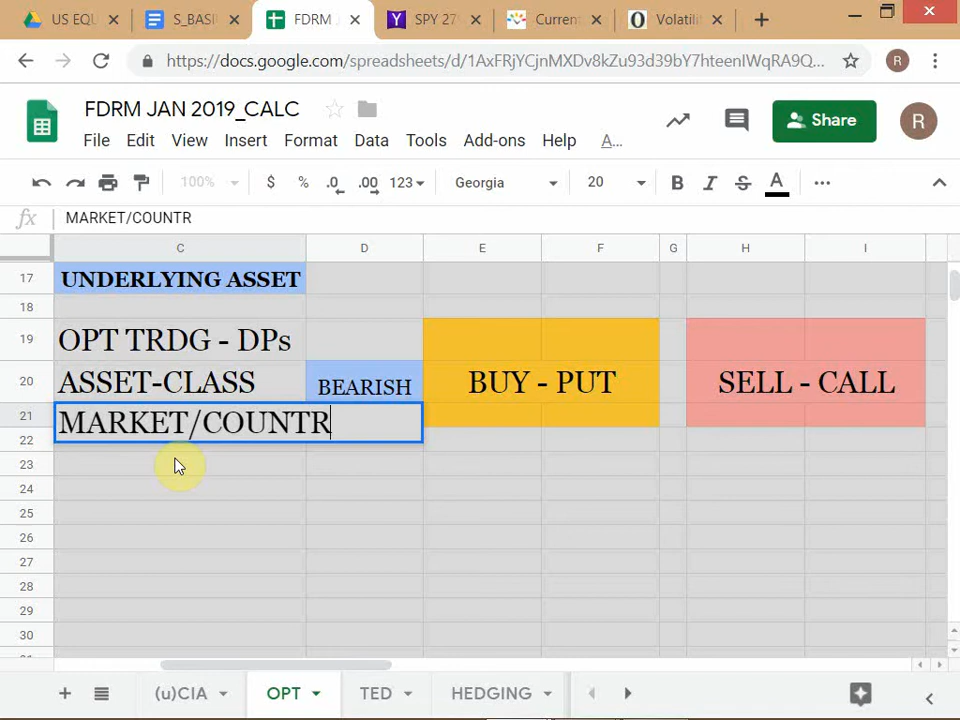 US EQU
S_BASI
FDRM J
SPY 27
Curren
Volatili
https://docs.google.com/spreadsheets/d/1AxFRjYCjnMXDv8kZu93d39bY7hteenIWqRA9Q...
R
FDRM JAN 2019_CALC
File Edit View Insert Format Data Tools Add-ons Help A...
Share
R
100% $ % .0 .00 123 Georgia 20 B I S A
fx MARKET/COUNTR
C D E F G H I
17 UNDERLYING ASSET
18
19 OPT TRDG - DPs
20 ASSET-CLASS BEARISH BUY - PUT SELL - CALL
21 MARKET/COUNTR
22
23
24
25
26
27
28
29
30
(u)CIA OPT TED HEDGING